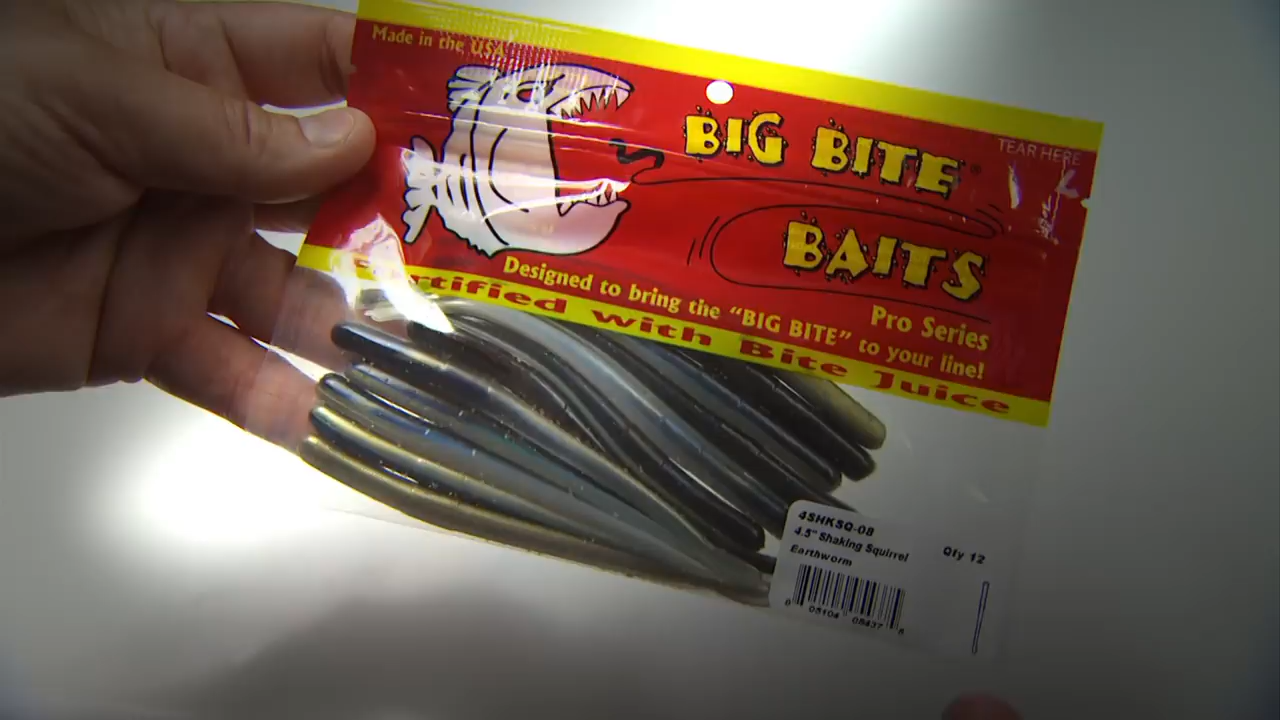 Made in the USA
TEAR HERE
BIG BITE®
BAITS
Designed to bring the "BIG BITE" to your line!
Pro Series
Certified with Bite Juice
4SHKSQ-08
4.5" Shaking Squirrel
Earthworm
Qty 12